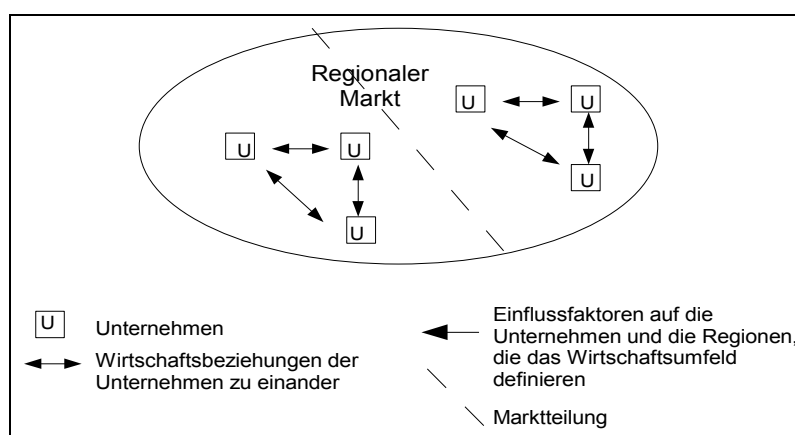 Regionaler
Markt
U
U
U
U
U
U
U
Unternehmen
Wirtschaftsbeziehungen der
Unternehmen zu einander
Einflussfaktoren auf die
Unternehmen und die Regionen,
die das Wirtschaftsumfeld
definieren
Marktteilung